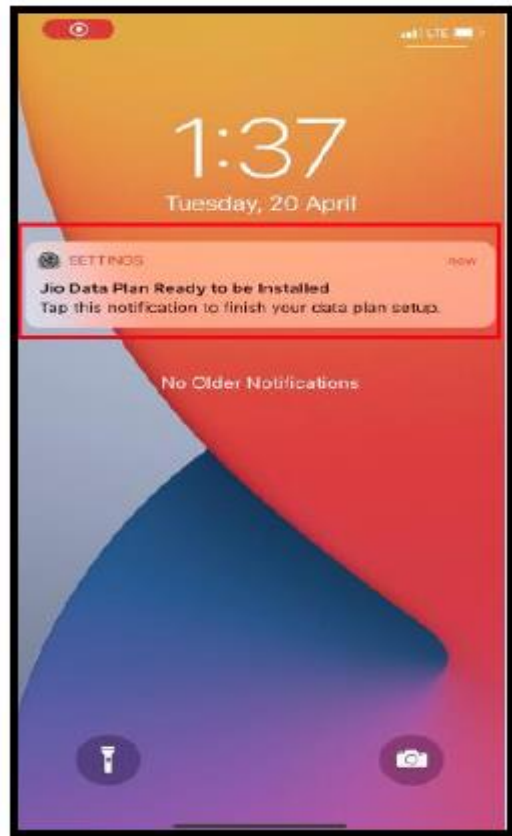 LTE
1:37
Tuesday, 20 April
SETTINGS now
Jio Data Plan Ready to be Installed
Tap this notification to finish your data plan setup.
No Older Notifications